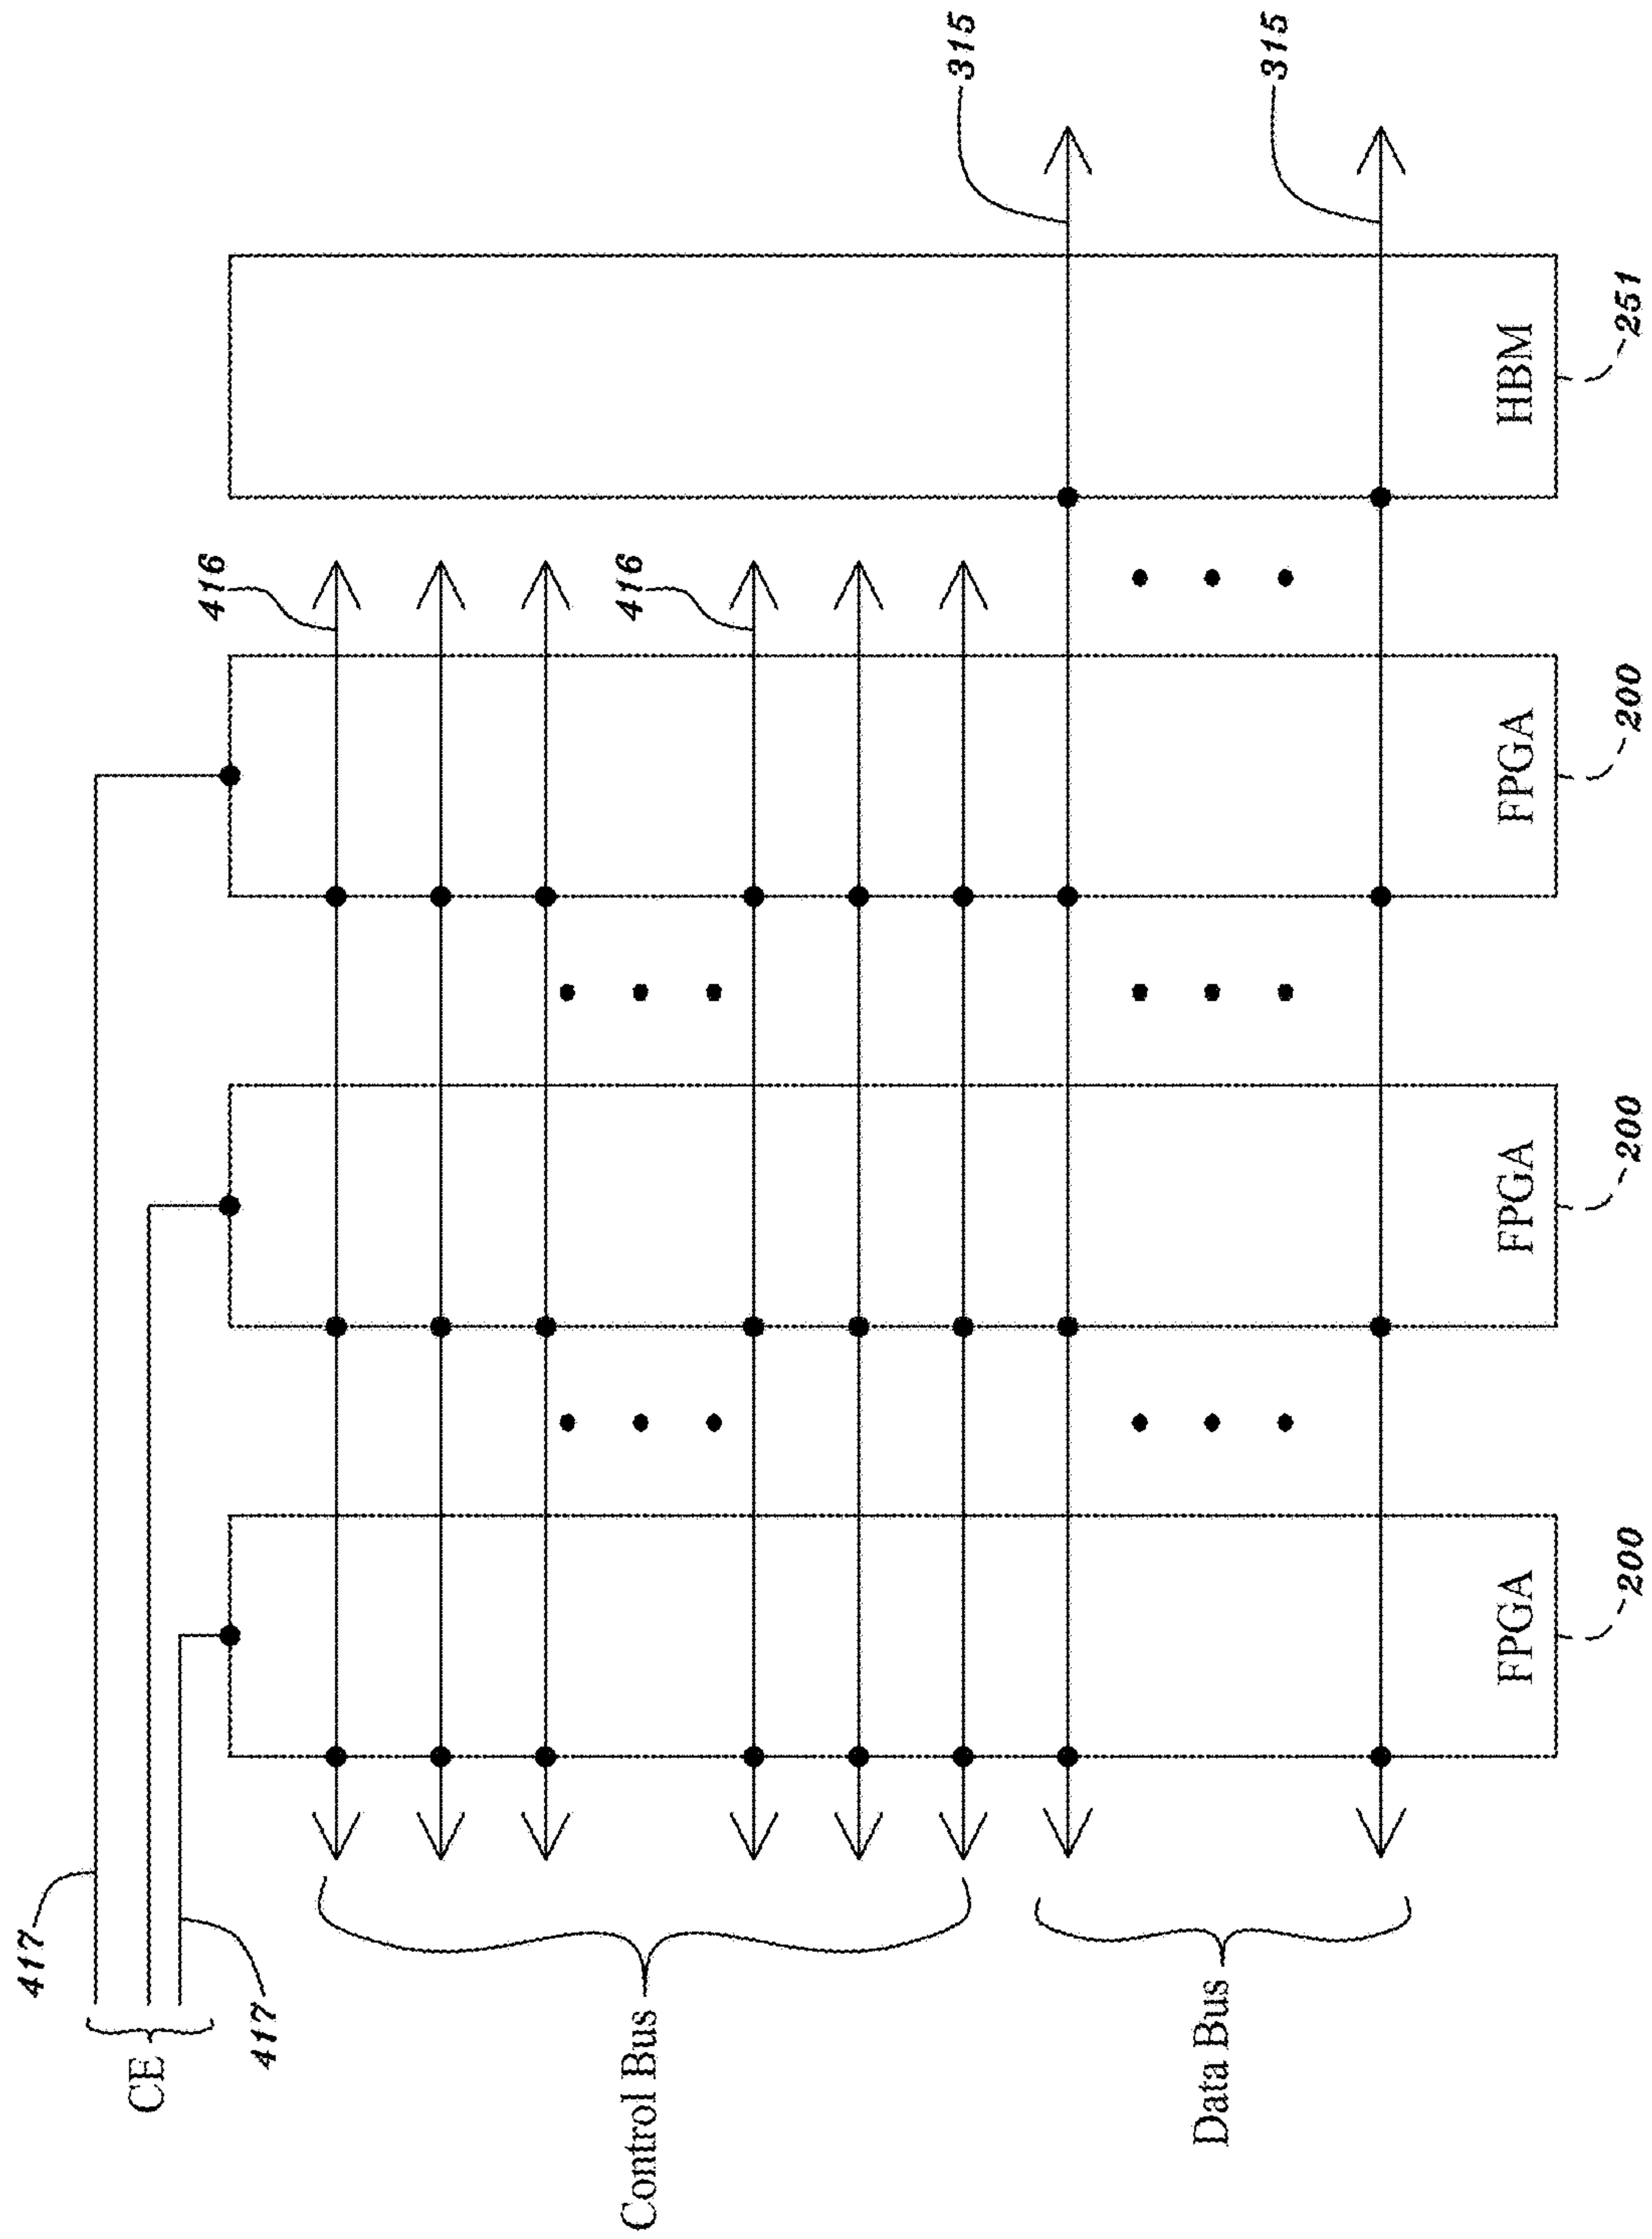 417
CE
417
416
416
315
315
Control Bus
Data Bus
FPGA
FPGA
FPGA
HBM
200
200
200
251